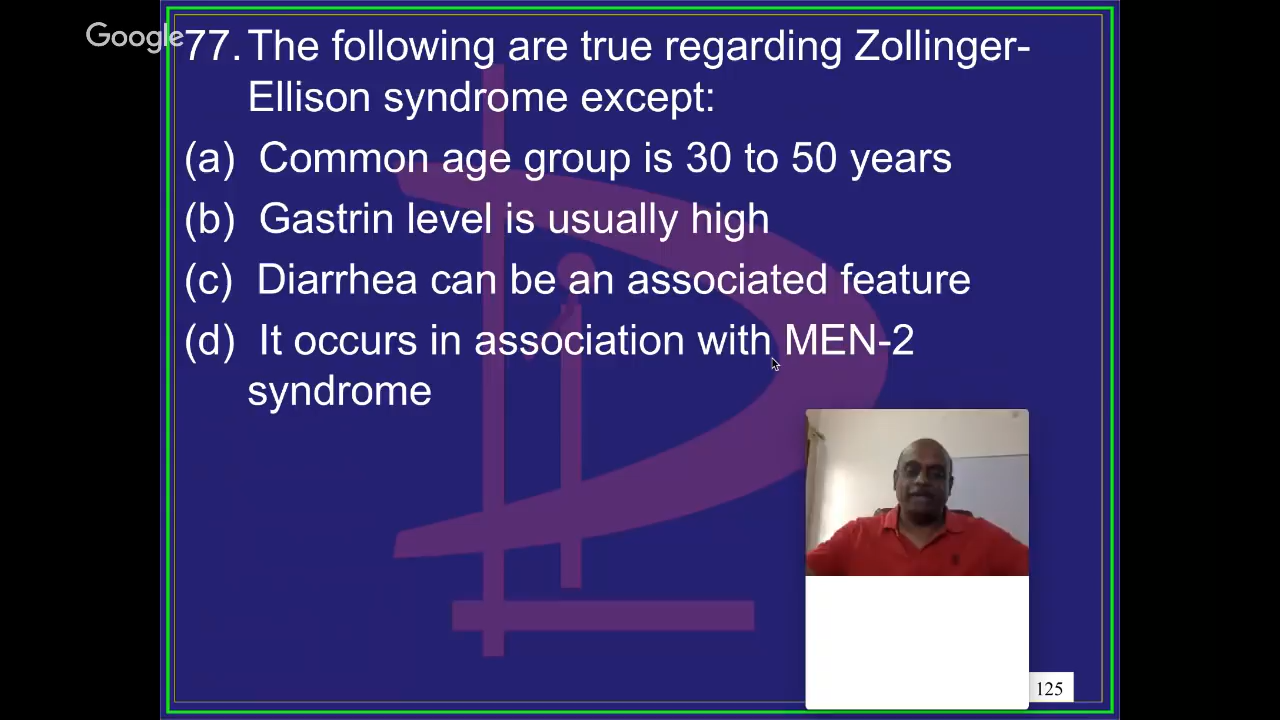 Google
77. The following are true regarding Zollinger-
Ellison syndrome except:
(a) Common age group is 30 to 50 years
(b) Gastrin level is usually high
(c) Diarrhea can be an associated feature
(d) It occurs in association with MEN-2
syndrome
125